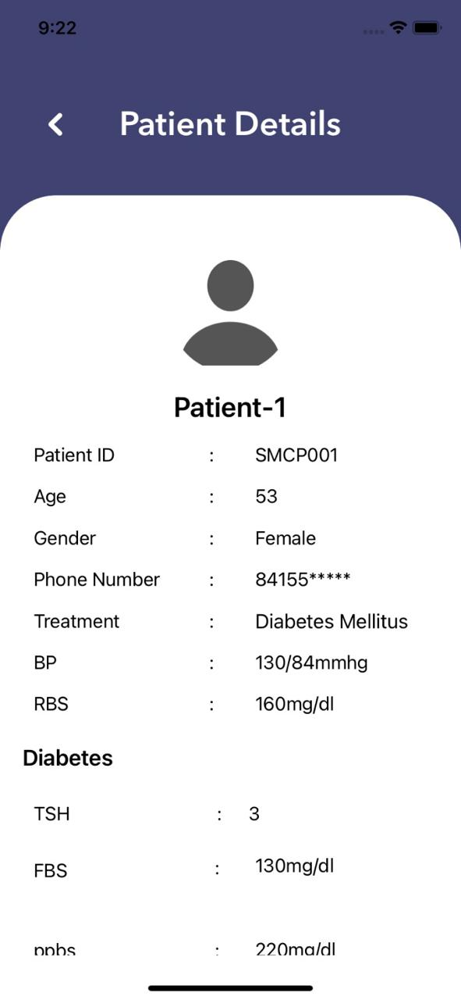 9:22
Patient Details
Patient-1
Patient ID : SMCP001
Age : 53
Gender : Female
Phone Number : 84155*****
Treatment : Diabetes Mellitus
BP : 130/84mmhg
RBS : 160mg/dl
Diabetes
TSH : 3
FBS : 130mg/dl
ppbs : 220mg/dl